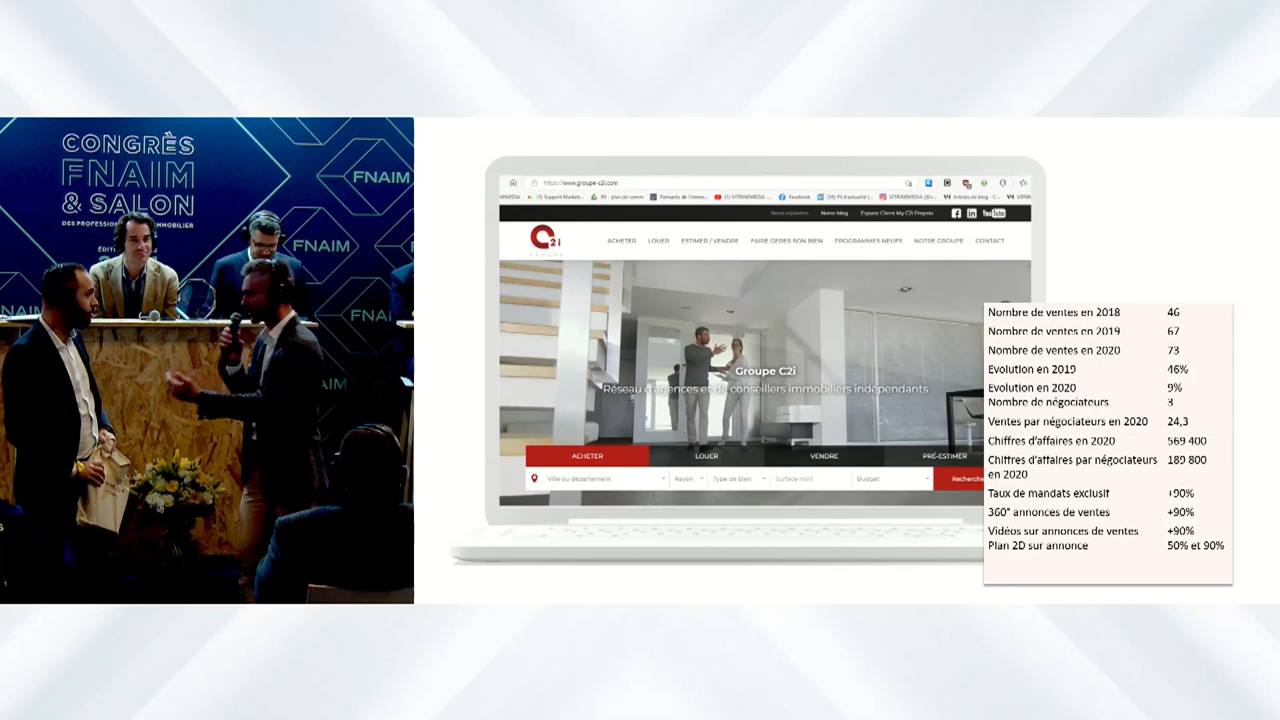 CONGRÈS
FNAIM
& SALON
FNAIM
FNAIM
FNAIM
https://www.groupe-c2i.com
Facebook
Notre blog
Espace Client My C2i Proprio
You Tube
C2i
ACHETER LOUER ESTIMER / VENDRE FAIRE GERER SON BIEN PROGRAMMES NEUFS NOTRE GROUPE CONTACT
Groupe C2i
Réseau d'agences et de conseillers immobiliers indépendants
ACHETER LOUER VENDRE PRÉ-ESTIMER
Ville ou département Rayon Type de bien Surface mini Budget Recherche
Nombre de ventes en 2018 46
Nombre de ventes en 2019 67
Nombre de ventes en 2020 73
Evolution en 2019 46%
Evolution en 2020 9%
Nombre de négociateurs 3
Ventes par négociateurs en 2020 24,3
Chiffres d'affaires en 2020 569 400
Chiffres d'affaires par négociateurs 189 800
en 2020
Taux de mandats exclusif +90%
360° annonces de ventes +90%
Vidéos sur annonces de ventes +90%
Plan 2D sur annonce 50% et 90%